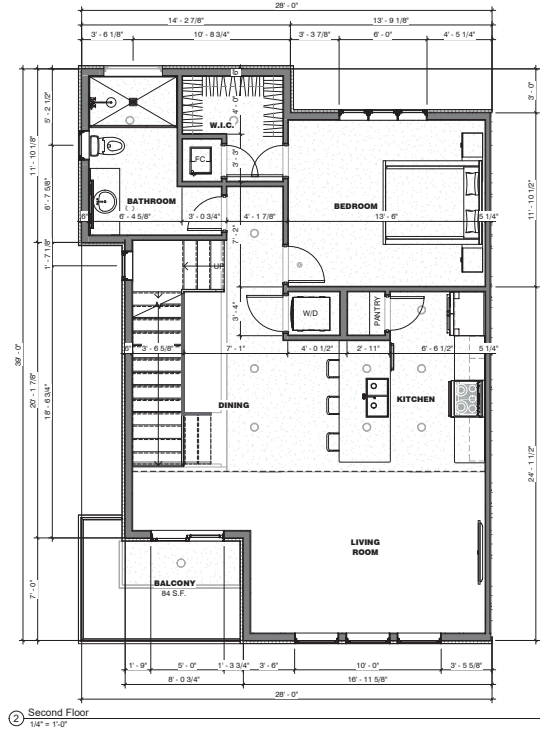 28' - 0"
14' - 2 7/8"
13' - 9 1/8"
3' - 6 1/8"
10' - 8 3/4"
3' - 3 7/8"
6' - 0"
4' - 5 1/4"
6"
5' - 2 1/2"
4' - 0"
3' - 0"
W.I.C.
11' - 10 1/8"
FC
3' - 3"
6' - 7 5/8"
BATHROOM
BEDROOM
11' - 10 1/2"
6"
6' - 4 5/8"
3' - 0 3/4"
4' - 1 7/8"
13' - 6"
5 1/4"
7' - 2"
1' - 7 1/8"
UP
W/D
PANTRY
3' - 4"
6"
3' - 6 5/8"
7' - 1"
4' - 0 1/2"
2' - 11"
6' - 6 1/2"
5 1/4"
39' - 0"
20' - 1 7/8"
18' - 6 3/4"
DINING
KITCHEN
24' - 1 1/2"
LIVING
ROOM
BALCONY
84 S.F.
7' - 0"
1' - 9"
5' - 0"
1' - 3 3/4"
3' - 6"
10' - 0"
3' - 5 5/8"
8' - 0 3/4"
16' - 11 5/8"
28' - 0"
2
Second Floor
1/4" = 1'-0"